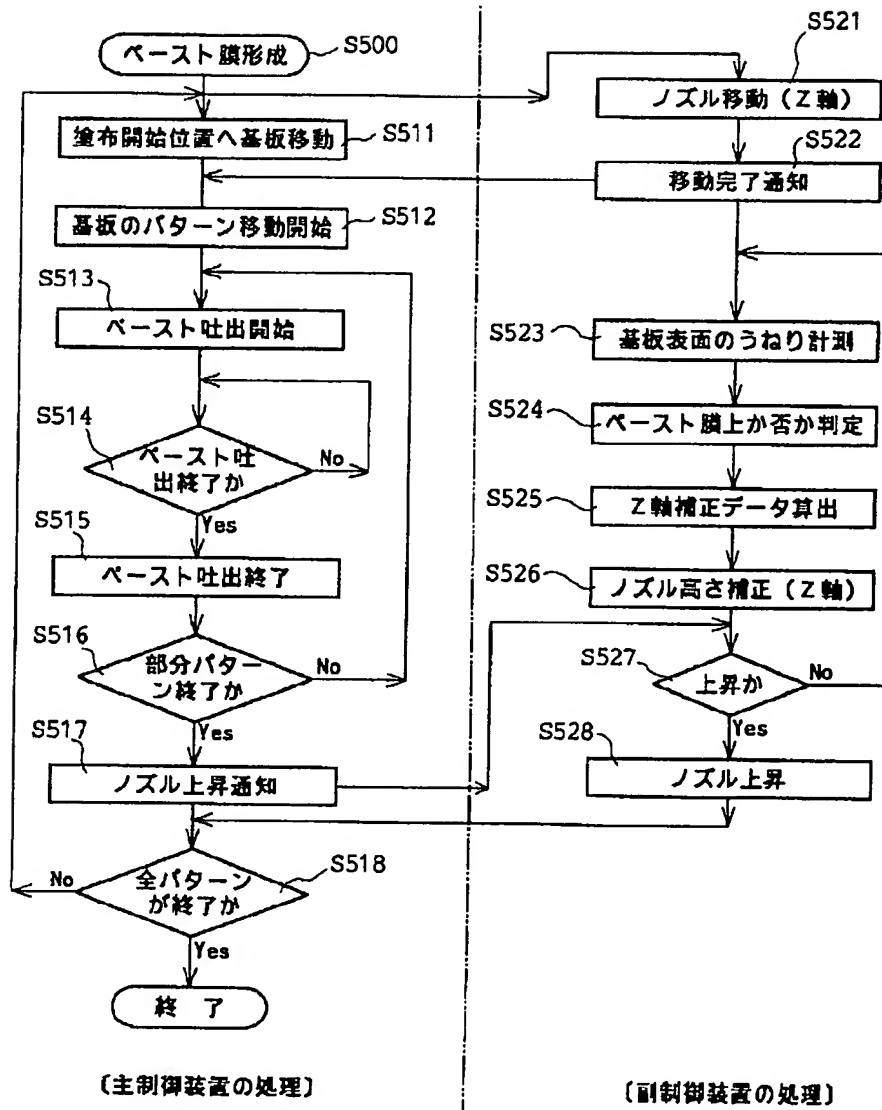 ペースト膜形成
S500
塗布開始位置へ基板移動
S511
基板のパターン移動開始
S512
S513
ペースト吐出開始
S514
ペースト吐
出終了か
No
Yes
S515
ペースト吐出終了
S516
部分パター
ン終了か
No
Yes
S517
ノズル上昇通知
S518
全パターン
が終了か
No
Yes
終 了
〔主制御装置の処理〕
S521
ノズル移動(Z軸)
S522
移動完了通知
S523
基板表面のうねり計測
S524
ペースト膜上か否か判定
S525
Z軸補正データ算出
S526
ノズル高さ補正(Z軸)
S527
上昇か
No
Yes
S528
ノズル上昇
〔副制御装置の処理〕